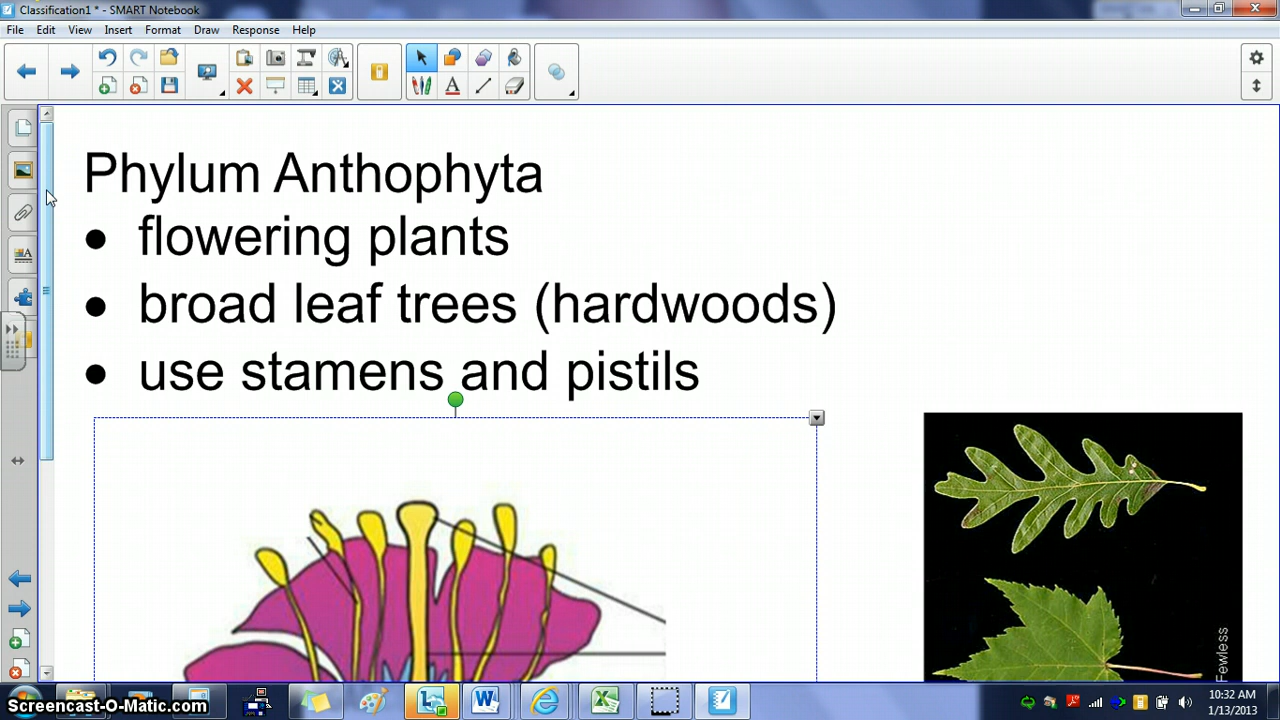 Classification1 * - SMART Notebook
File Edit View Insert Format Draw Response Help
Phylum Anthophyta
• flowering plants
• broad leaf trees (hardwoods)
• use stamens and pistils
Fewless
Screencast-O-Matic.com
10:32 AM
1/13/2013